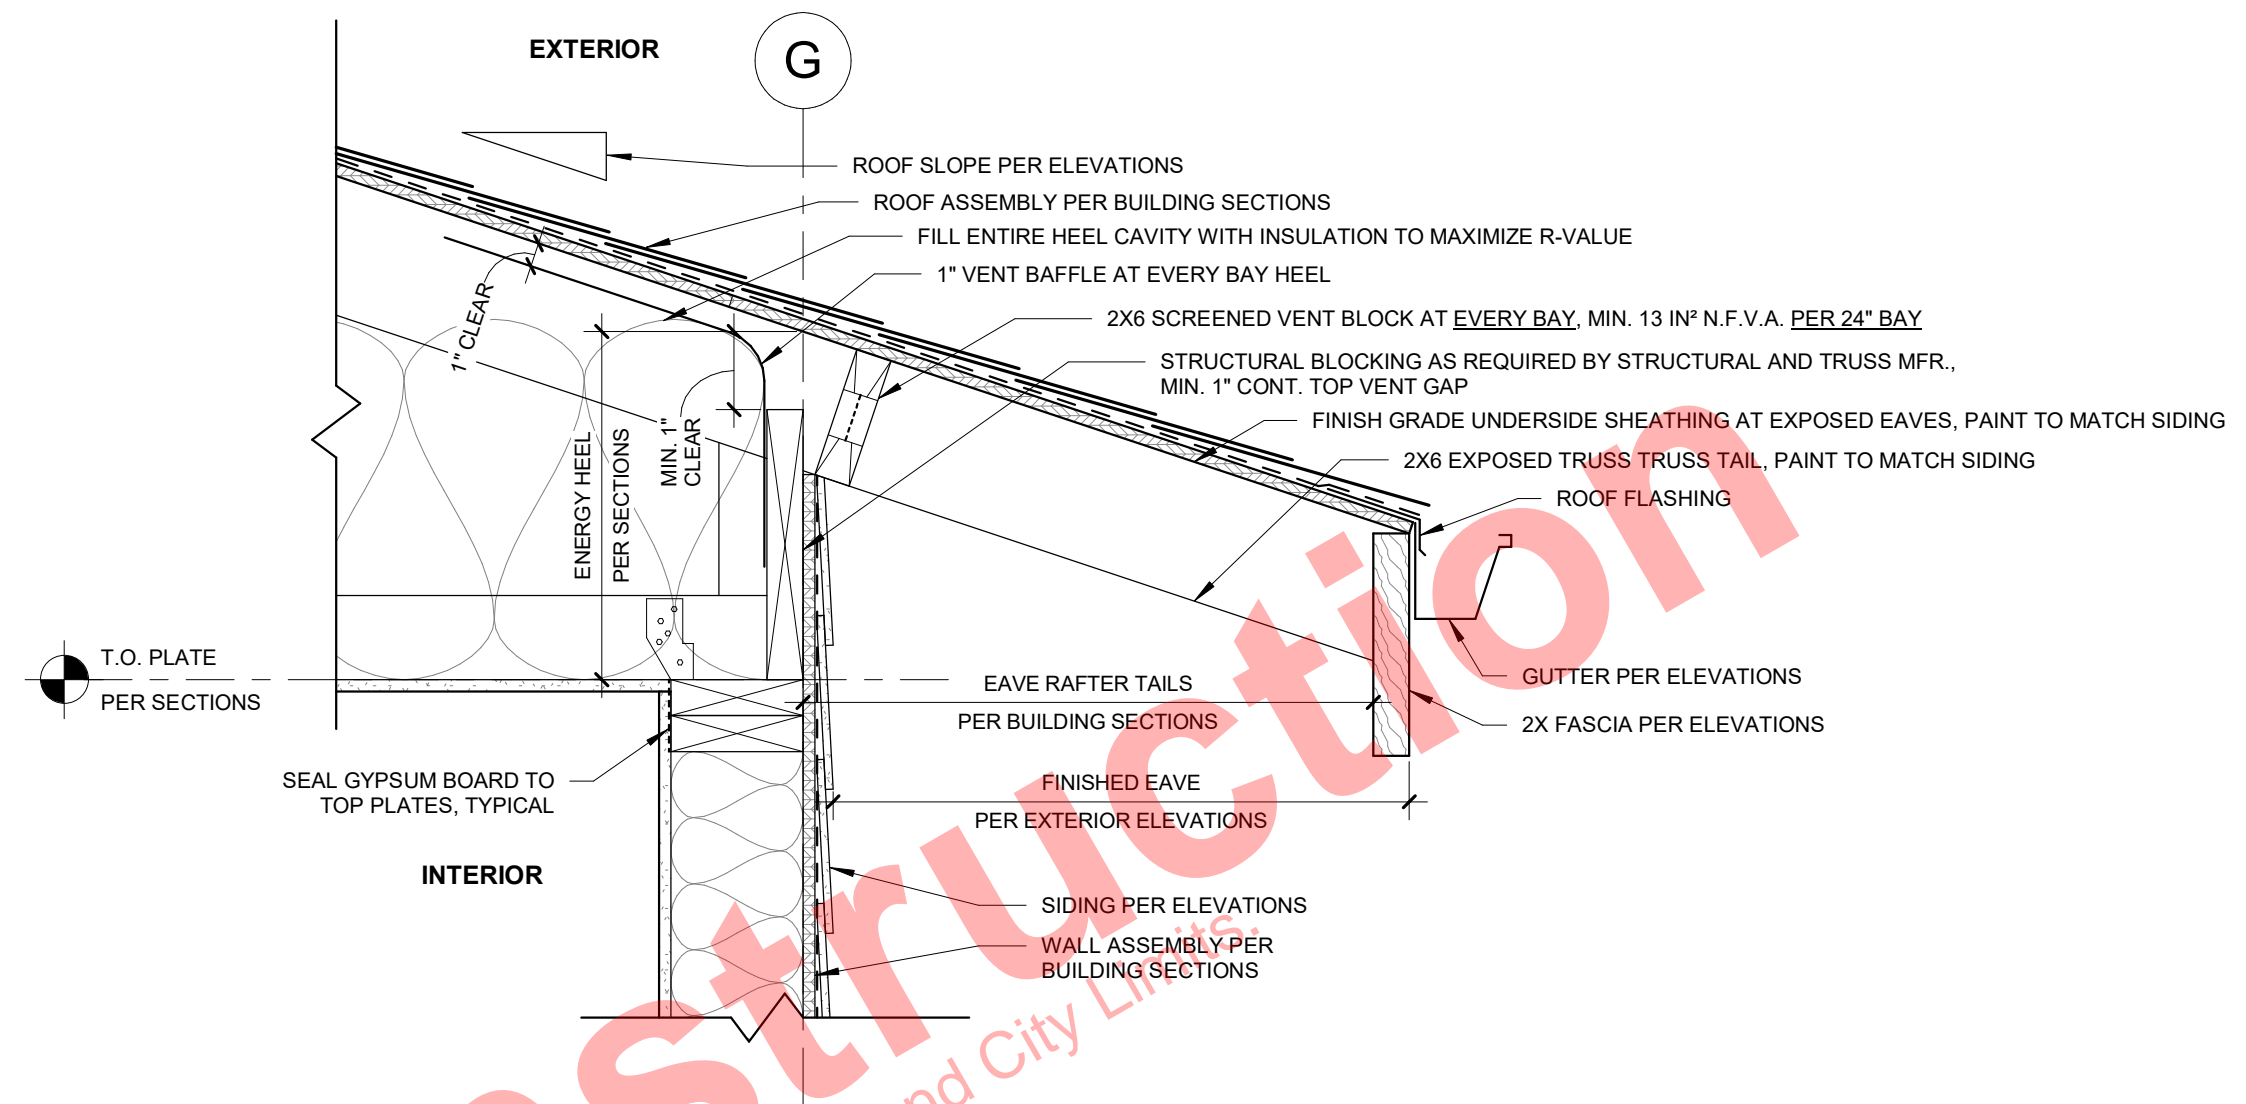 EXTERIOR
G
ROOF SLOPE PER ELEVATIONS
ROOF ASSEMBLY PER BUILDING SECTIONS
FILL ENTIRE HEEL CAVITY WITH INSULATION TO MAXIMIZE R-VALUE
1" VENT BAFFLE AT EVERY BAY HEEL
2X6 SCREENED VENT BLOCK AT EVERY BAY, MIN. 13 IN² N.F.V.A. PER 24" BAY
STRUCTURAL BLOCKING AS REQUIRED BY STRUCTURAL AND TRUSS MFR.,
MIN. 1" CONT. TOP VENT GAP
FINISH GRADE UNDERSIDE SHEATHING AT EXPOSED EAVES, PAINT TO MATCH SIDING
2X6 EXPOSED TRUSS TRUSS TAIL, PAINT TO MATCH SIDING
ROOF FLASHING
1" CLEAR
ENERGY HEEL
PER SECTIONS
MIN. 1"
CLEAR
T.O. PLATE
PER SECTIONS
EAVE RAFTER TAILS
PER BUILDING SECTIONS
GUTTER PER ELEVATIONS
2X FASCIA PER ELEVATIONS
SEAL GYPSUM BOARD TO
TOP PLATES, TYPICAL
FINISHED EAVE
PER EXTERIOR ELEVATIONS
INTERIOR
SIDING PER ELEVATIONS
WALL ASSEMBLY PER
BUILDING SECTIONS
struction
nd City Limits.